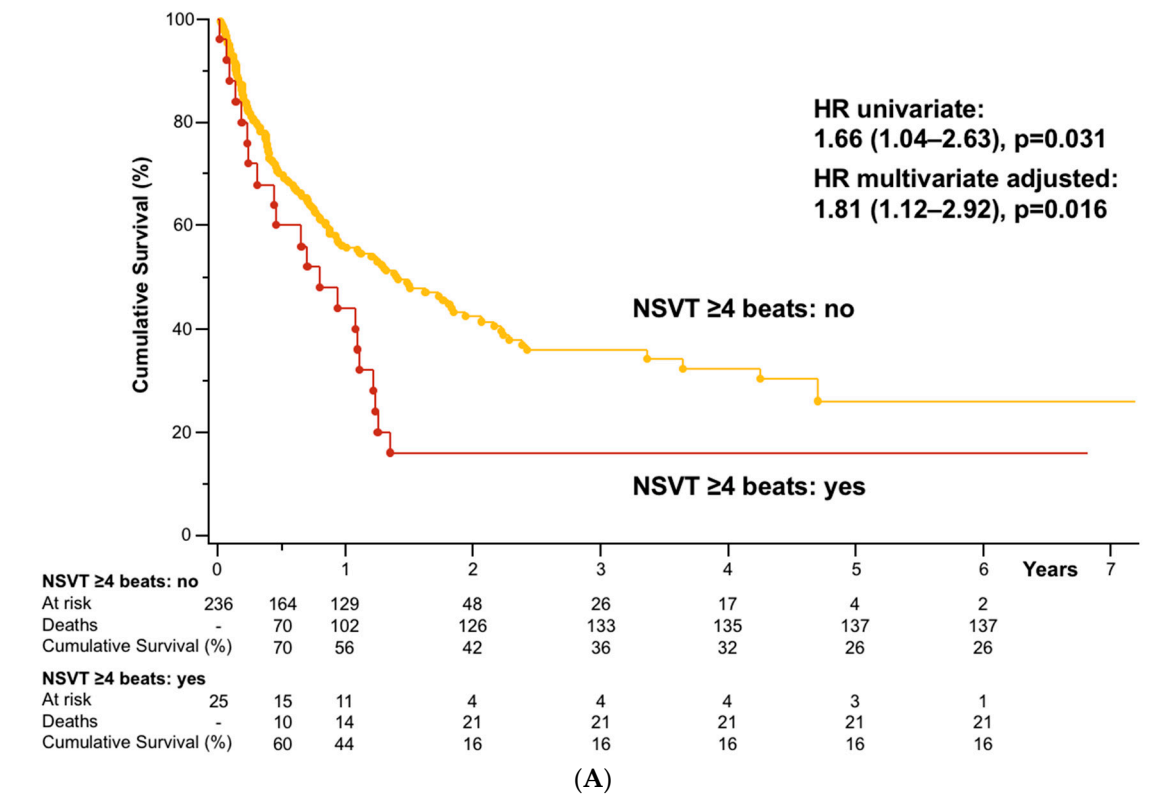 100
80
60
40
20
0
Cumulative Survival (%)
HR univariate:
1.66 (1.04–2.63), p=0.031
HR multivariate adjusted:
1.81 (1.12–2.92), p=0.016
NSVT ≥4 beats: no
NSVT ≥4 beats: yes
0 1 2 3 4 5 6 Years 7
NSVT ≥4 beats: no
At risk 236 164 129 48 26 17 4 2
Deaths - 70 102 126 133 135 137 137
Cumulative Survival (%) 70 56 42 36 32 26 26
NSVT ≥4 beats: yes
At risk 25 15 11 4 4 4 3 1
Deaths - 10 14 21 21 21 21 21
Cumulative Survival (%) 60 44 16 16 16 16 16
(A)